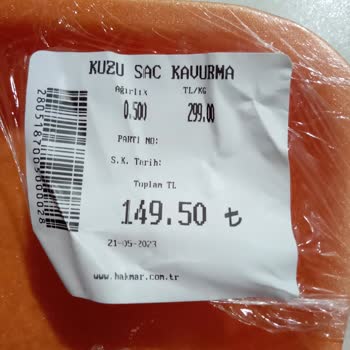 KUZU SAC KAVURMA
Ağırlık TL/KG
0.500 299.00
PARTI NO:
S.K. Tarih:
Toplam TL
149.50 ₺
21-05-2023
www.hakmar.com.tr